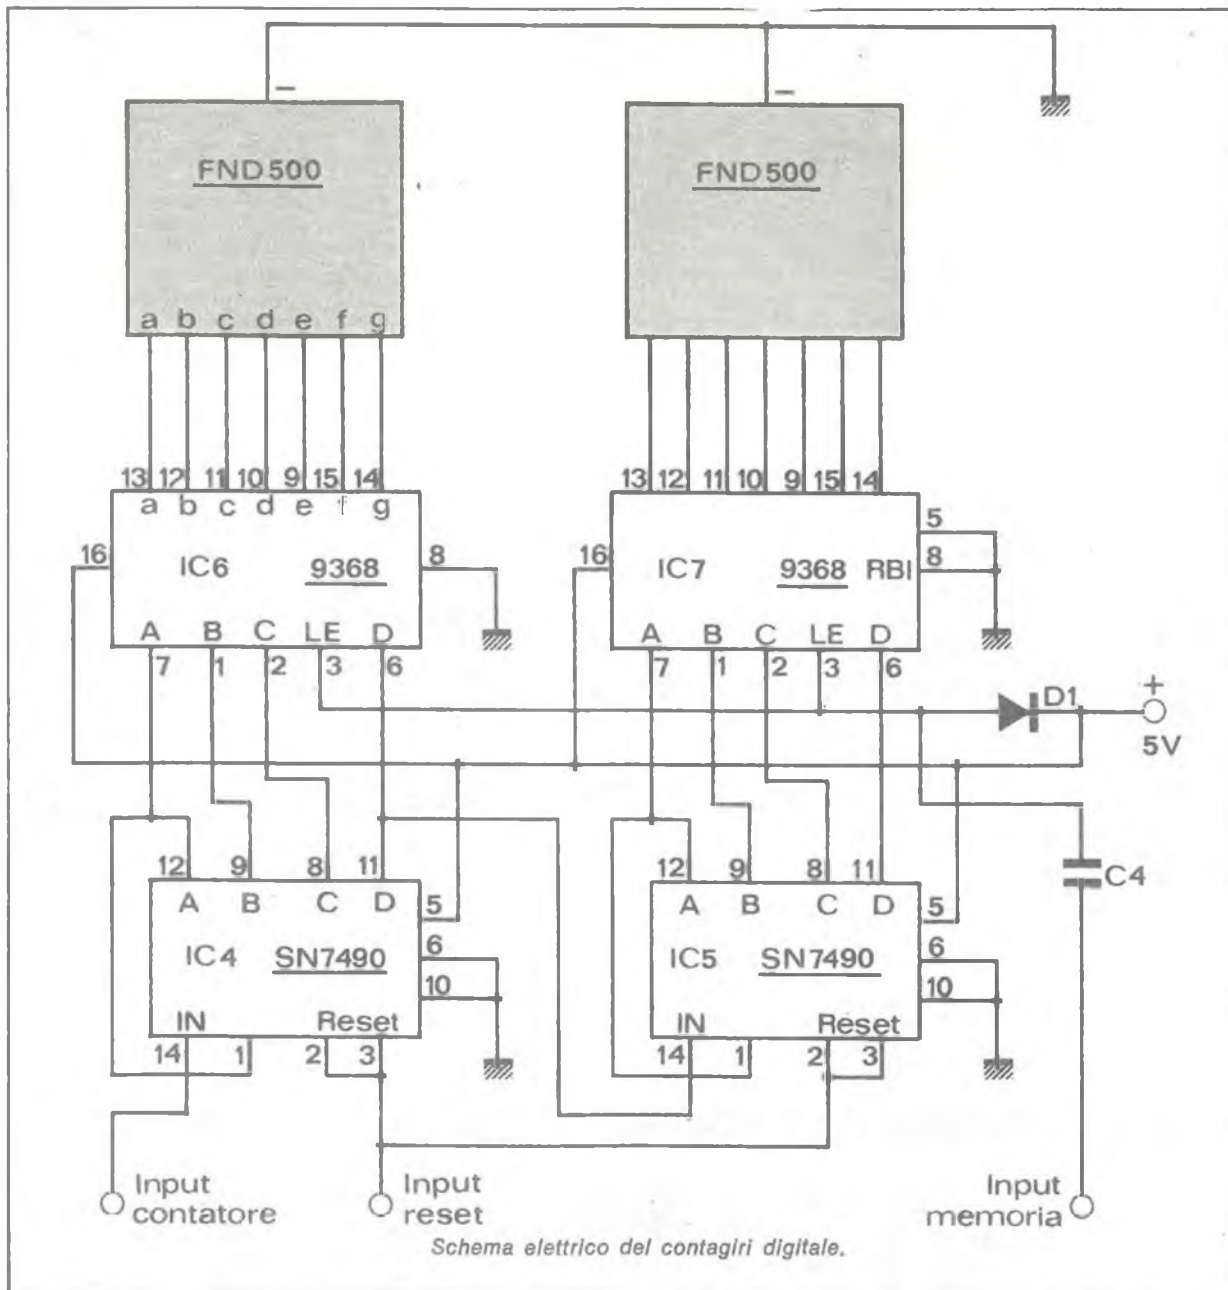 − −
FND500 FND500
a b c d e f g
13 12 11 10 9 15 14 13 12 11 10 9 15 14
a b c d e f g
5
16 IC6 9368 8 16 IC7 9368 RBI 8
A B C LE D A B C LE D
7 1 2 3 6 7 1 2 3 6
D1 +
5V
12 9 8 11 12 9 8 11
C4
A B C D 5 A B C D 5
IC4 SN7490 6 IC5 SN7490 6
10 10
IN Reset IN Reset
14 1 2 3 14 1 2 3
Input contatore
Input reset
Input memoria
Schema elettrico del contagiri digitale.